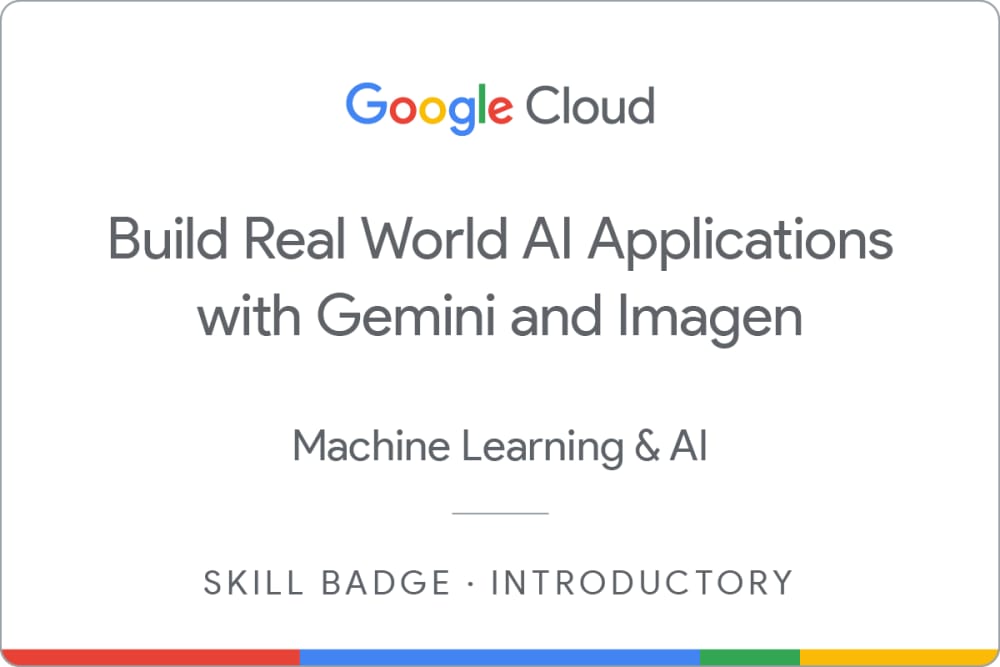 Google Cloud
Build Real World AI Applications
with Gemini and Imagen
Machine Learning & AI
SKILL BADGE · INTRODUCTORY